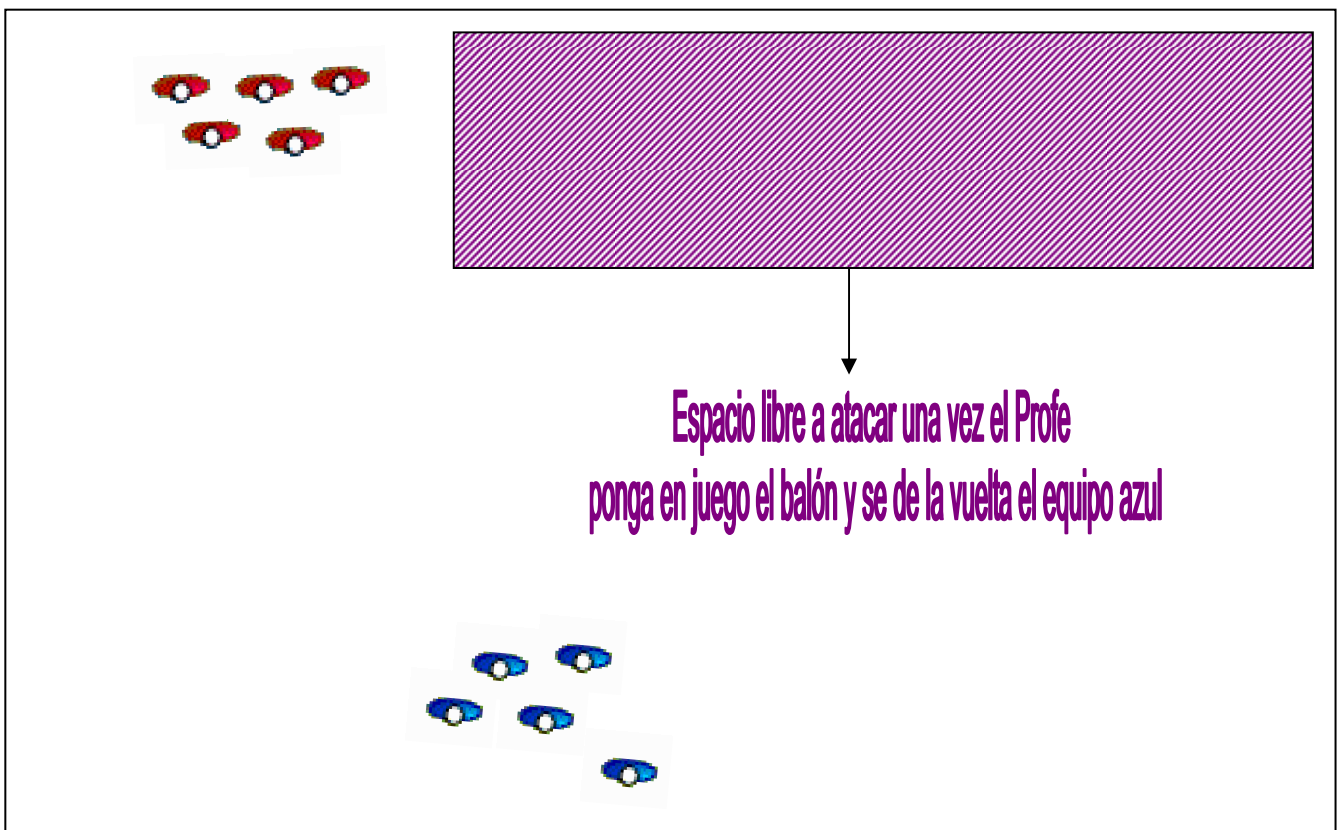 Espacio libre a atacar una vez el Profe
ponga en juego el balón y se de la vuelta el equipo azul